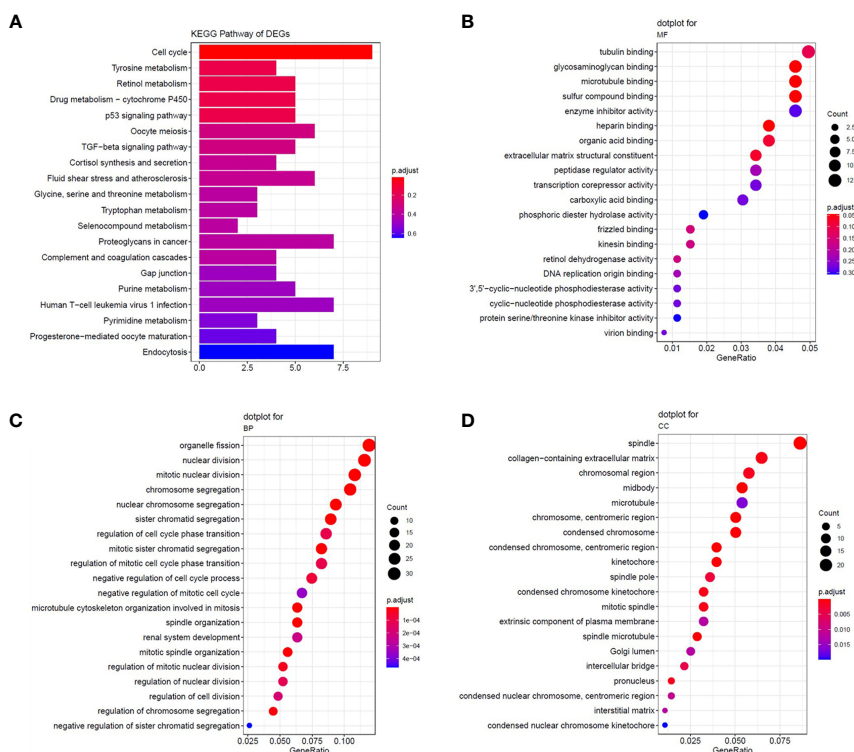 A
KEGG Pathway of DEGs
Cell cycle
Tyrosine metabolism
Retinol metabolism
Drug metabolism − cytochrome P450
p53 signaling pathway
Oocyte meiosis
TGF−beta signaling pathway
Cortisol synthesis and secretion
Fluid shear stress and atherosclerosis
Glycine, serine and threonine metabolism
Tryptophan metabolism
Selenocompound metabolism
Proteoglycans in cancer
Complement and coagulation cascades
Gap junction
Purine metabolism
Human T−cell leukemia virus 1 infection
Pyrimidine metabolism
Progesterone−mediated oocyte maturation
Endocytosis
0.0 2.5 5.0 7.5
p.adjust
0.2
0.4
0.6
B
dotplot for
MF
tubulin binding
glycosaminoglycan binding
microtubule binding
sulfur compound binding
enzyme inhibitor activity
heparin binding
organic acid binding
extracellular matrix structural constituent
peptidase regulator activity
transcription corepressor activity
carboxylic acid binding
phosphoric diester hydrolase activity
frizzled binding
kinesin binding
retinol dehydrogenase activity
DNA replication origin binding
3',5'−cyclic−nucleotide phosphodiesterase activity
cyclic−nucleotide phosphodiesterase activity
protein serine/threonine kinase inhibitor activity
virion binding
0.01 0.02 0.03 0.04 0.05
GeneRatio
Count
2.5
5.0
7.5
10
12
p.adjust
0.05
0.10
0.15
0.20
0.25
0.30
C
dotplot for
BP
organelle fission
nuclear division
mitotic nuclear division
chromosome segregation
nuclear chromosome segregation
sister chromatid segregation
regulation of cell cycle phase transition
mitotic sister chromatid segregation
regulation of mitotic cell cycle phase transition
negative regulation of cell cycle process
negative regulation of mitotic cell cycle
microtubule cytoskeleton organization involved in mitosis
spindle organization
renal system development
mitotic spindle organization
regulation of mitotic nuclear division
regulation of nuclear division
regulation of cell division
regulation of chromosome segregation
negative regulation of sister chromatid segregation
0.025 0.050 0.075 0.100
GeneRatio
Count
10
15
20
25
30
p.adjust
1e−04
2e−04
3e−04
4e−04
D
dotplot for
CC
spindle
collagen−containing extracellular matrix
chromosomal region
midbody
microtubule
chromosome, centromeric region
condensed chromosome
condensed chromosome, centromeric region
kinetochore
spindle pole
condensed chromosome kinetochore
mitotic spindle
extrinsic component of plasma membrane
spindle microtubule
Golgi lumen
intercellular bridge
pronucleus
condensed nuclear chromosome, centromeric region
interstitial matrix
condensed nuclear chromosome kinetochore
0.025 0.050 0.075
GeneRatio
Count
5
10
15
20
p.adjust
0.005
0.010
0.015